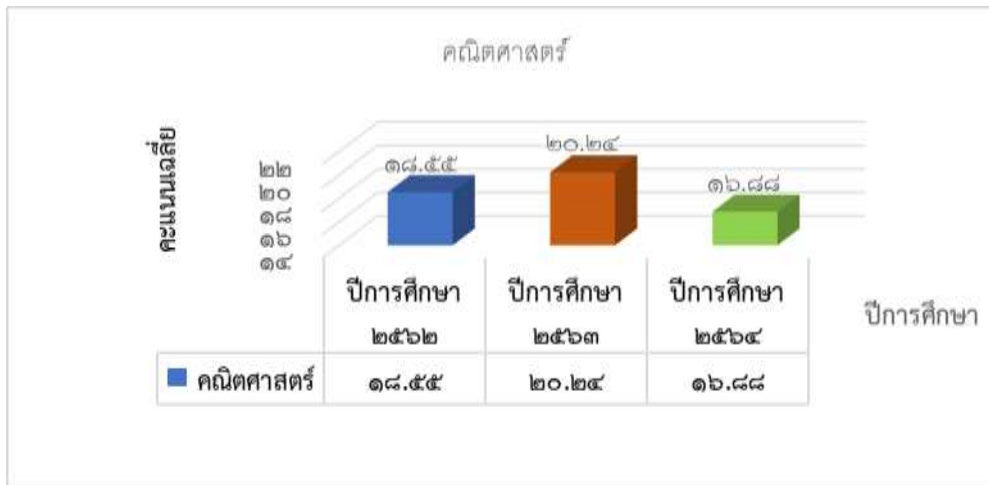 คณิตศาสตร์
คะแนนเฉลี่ย
๒๒
๒๐
๑๘
๑๖
๑๔
๑๘.๕๕
๒๐.๒๔
๑๖.๘๘
ปีการศึกษา ๒๕๖๒
ปีการศึกษา ๒๕๖๓
ปีการศึกษา ๒๕๖๔
คณิตศาสตร์ ๑๘.๕๕ ๒๐.๒๔ ๑๖.๘๘
ปีการศึกษา